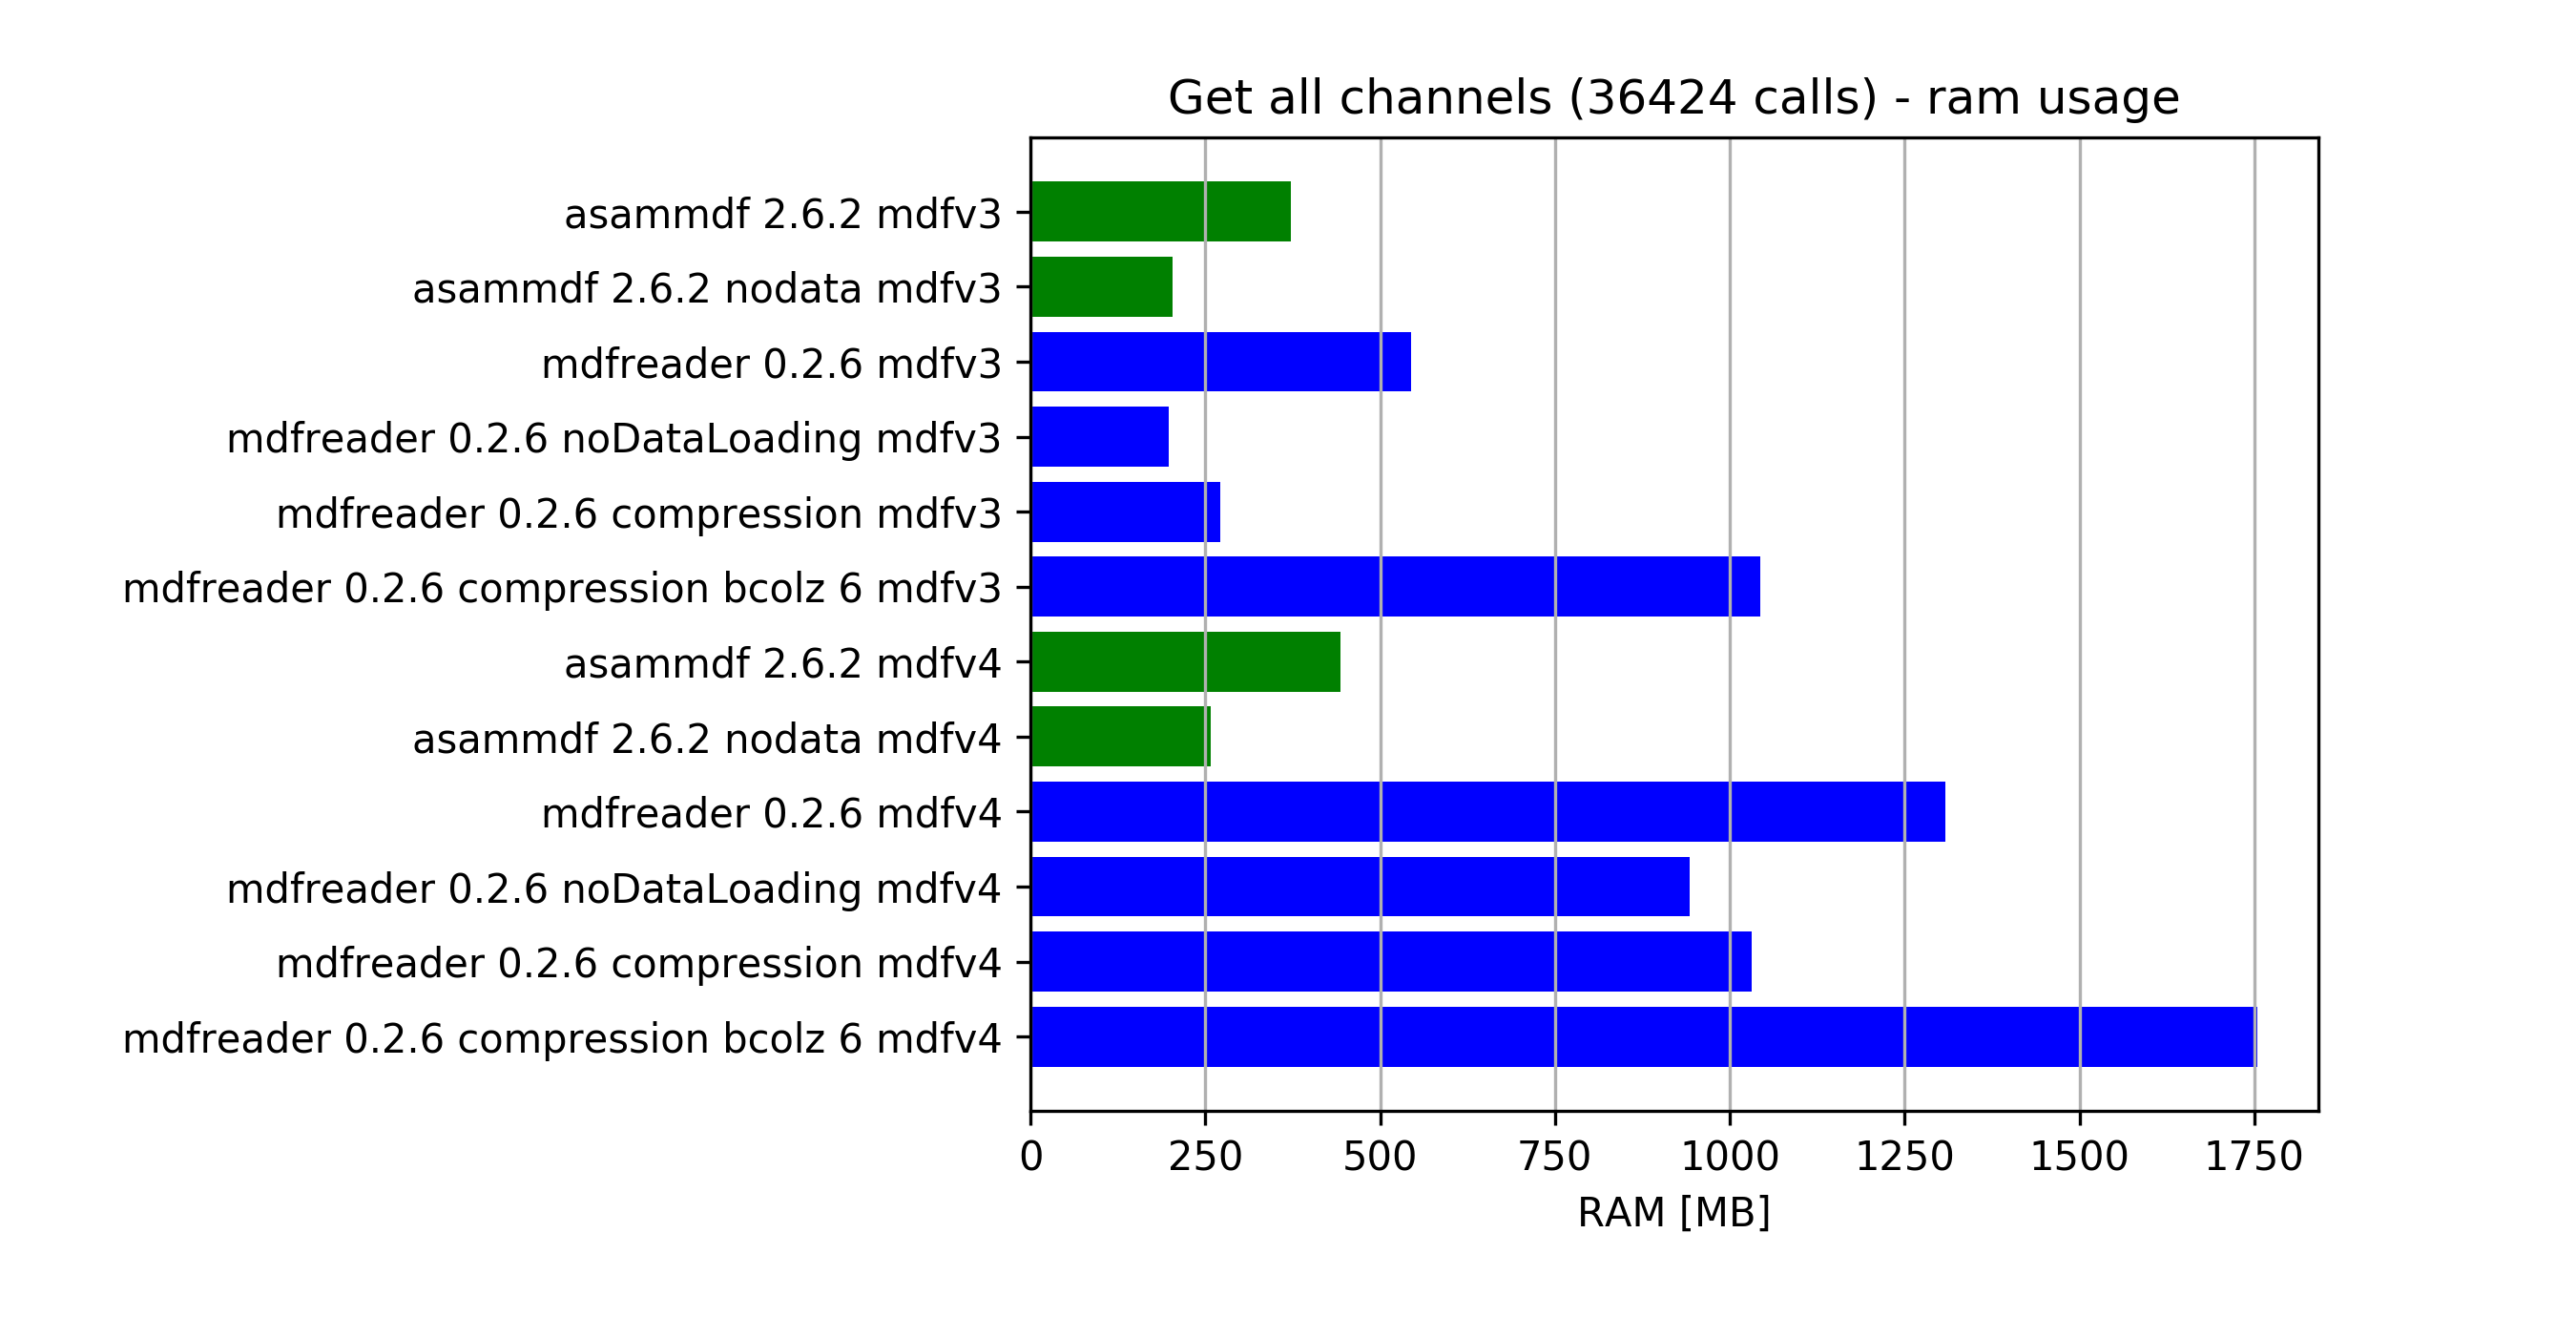 Get all channels (36424 calls) - ram usage
asammdf 2.6.2 mdfv3
asammdf 2.6.2 nodata mdfv3
mdfreader 0.2.6 mdfv3
mdfreader 0.2.6 noDataLoading mdfv3
mdfreader 0.2.6 compression mdfv3
mdfreader 0.2.6 compression bcolz 6 mdfv3
asammdf 2.6.2 mdfv4
asammdf 2.6.2 nodata mdfv4
mdfreader 0.2.6 mdfv4
mdfreader 0.2.6 noDataLoading mdfv4
mdfreader 0.2.6 compression mdfv4
mdfreader 0.2.6 compression bcolz 6 mdfv4
0 250 500 750 1000 1250 1500 1750
RAM [MB]